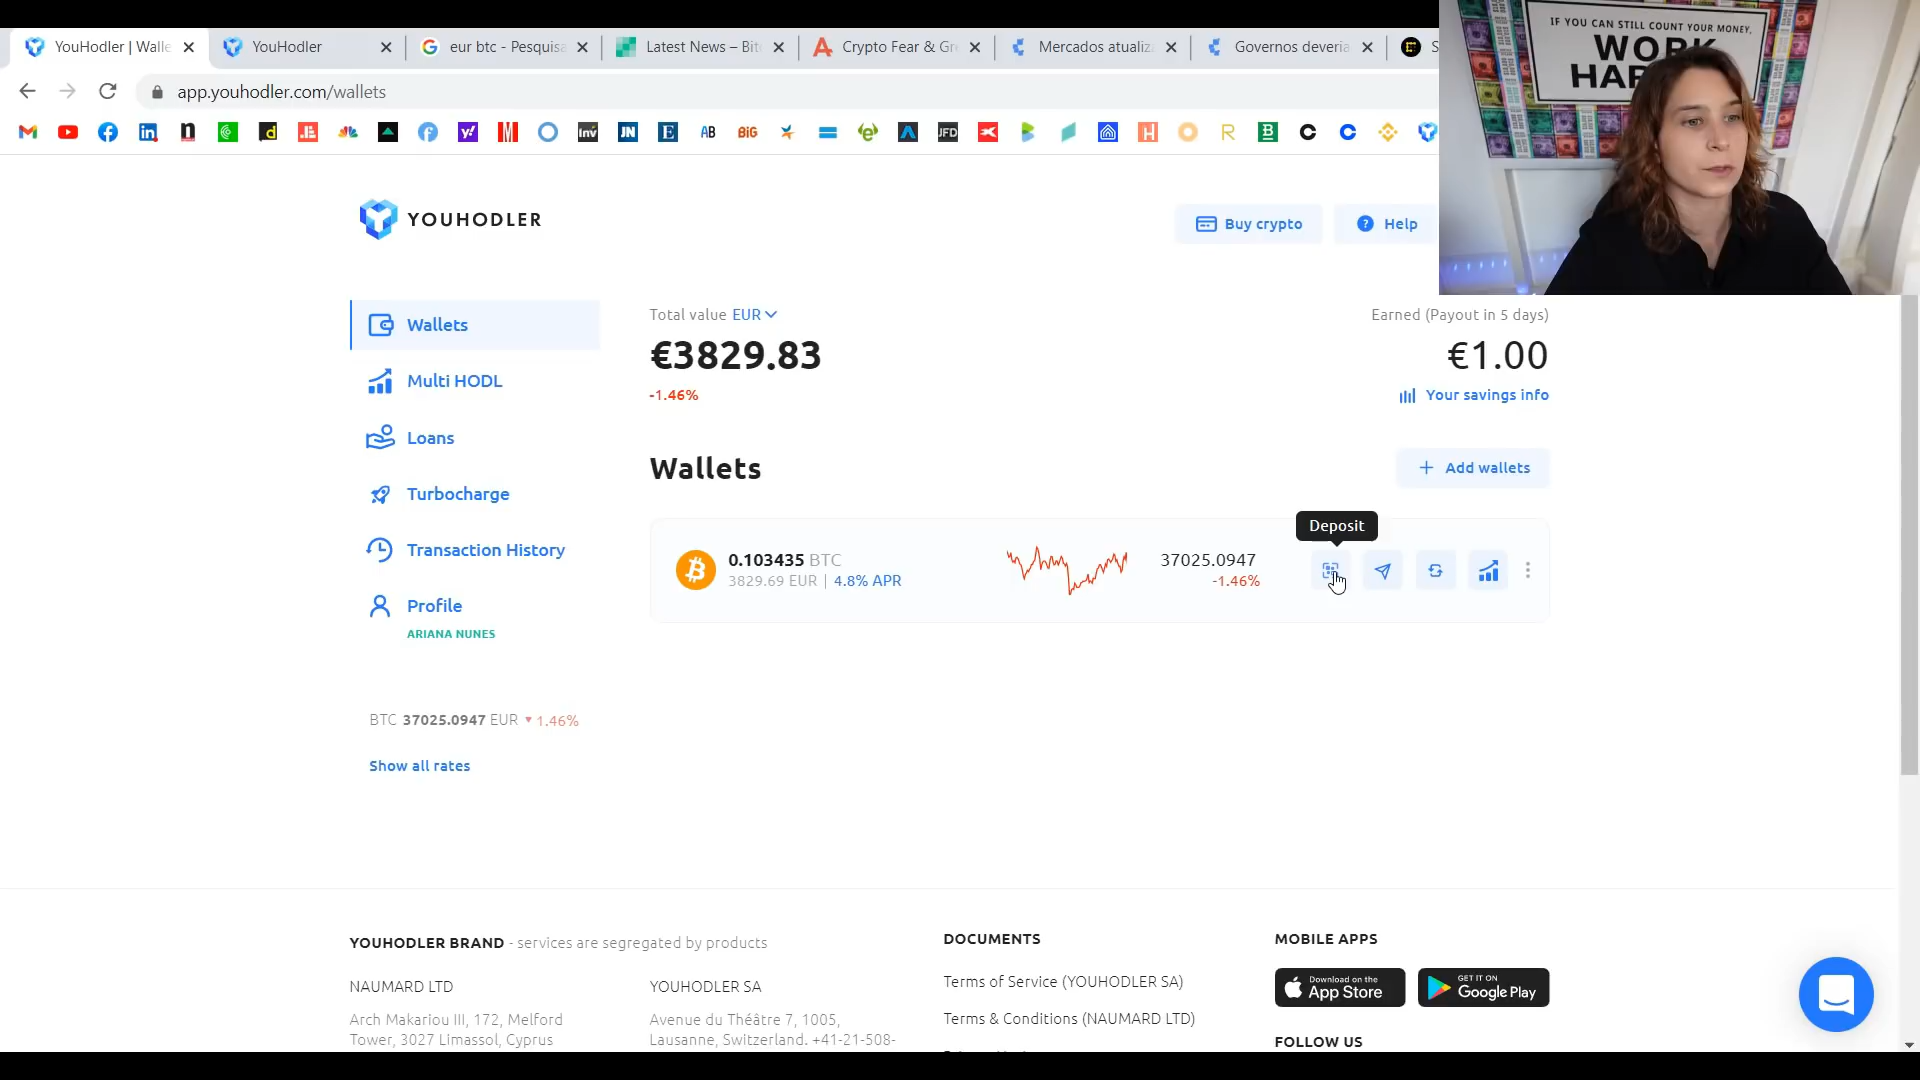 YouHodler | Walle
YouHodler
eur btc - Pesquisa
Latest News – Bit
Crypto Fear & Gr
Mercados atualiz
Governos deveria
S
app.youhodler.com/wallets
IF YOU CAN STILL COUNT YOUR MONEY,
WORK
HAR
YOUHODLER
Buy crypto
Help
Wallets
Multi HODL
Loans
Turbocharge
Transaction History
Profile
ARIANA NUNES
BTC 37025.0947 EUR ▼ 1.46%
Show all rates
Total value EUR
€3829.83
-1.46%
Earned (Payout in 5 days)
€1.00
Your savings info
Wallets
+ Add wallets
Deposit
0.103435 BTC
3829.69 EUR | 4.8% APR
37025.0947
-1.46%
YOUHODLER BRAND - services are segregated by products
NAUMARD LTD
Arch Makariou III, 172, Melford
Tower, 3027 Limassol, Cyprus
YOUHODLER SA
Avenue du Théâtre 7, 1005,
Lausanne, Switzerland. +41-21-508-
DOCUMENTS
Terms of Service (YOUHODLER SA)
Terms & Conditions (NAUMARD LTD)
MOBILE APPS
Download on the
App Store
GET IT ON
Google Play
FOLLOW US